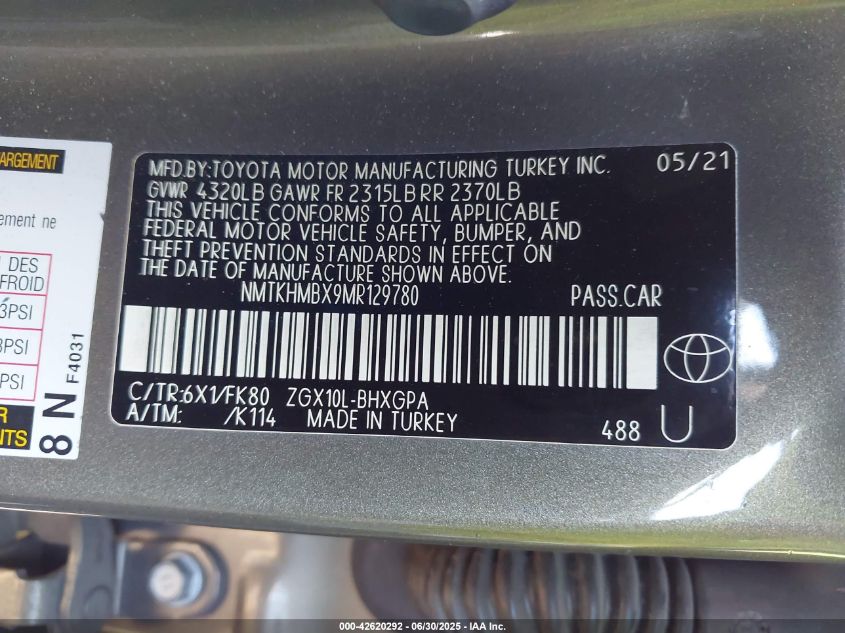 ARGEMENT
ement ne
DES
FROID
3PSI
3PSI
PSI
R
NTS
8 N F4031
MFD.BY:TOYOTA MOTOR MANUFACTURING TURKEY INC. 05/21
GVWR 4320LB GAWR FR 2315LB RR 2370LB
THIS VEHICLE CONFORMS TO ALL APPLICABLE
FEDERAL MOTOR VEHICLE SAFETY, BUMPER, AND
THEFT PREVENTION STANDARDS IN EFFECT ON
THE DATE OF MANUFACTURE SHOWN ABOVE.
NMTKHMBX9MR129780 PASS.CAR
C/TR:6X1/FK80 ZGX10L-BHXGPA
A/TM: /K114 MADE IN TURKEY
488 U
000-42620292 - 06/30/2025 - IAA Inc.